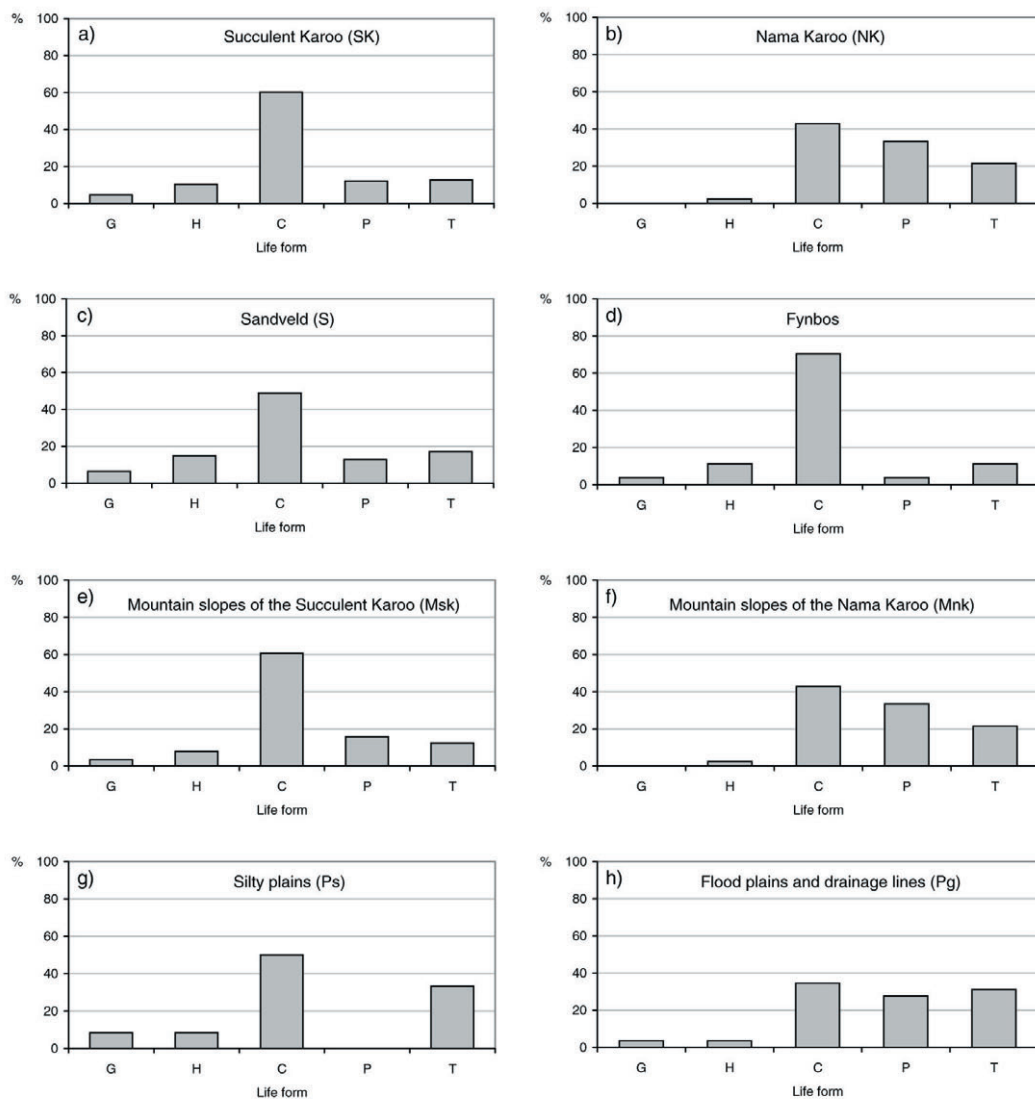 %
100
80
60
40
20
0
a)
Succulent Karoo (SK)
G H C P T
Life form
%
100
80
60
40
20
0
b)
Nama Karoo (NK)
G H C P T
Life form
%
100
80
60
40
20
0
c)
Sandveld (S)
G H C P T
Life form
%
100
80
60
40
20
0
d)
Fynbos
G H C P T
Life form
%
100
80
60
40
20
0
e)
Mountain slopes of the Succulent Karoo (Msk)
G H C P T
Life form
%
100
80
60
40
20
0
f)
Mountain slopes of the Nama Karoo (Mnk)
G H C P T
Life form
%
100
80
60
40
20
0
g)
Silty plains (Ps)
G H C P T
Life form
%
100
80
60
40
20
0
h)
Flood plains and drainage lines (Pg)
G H C P T
Life form